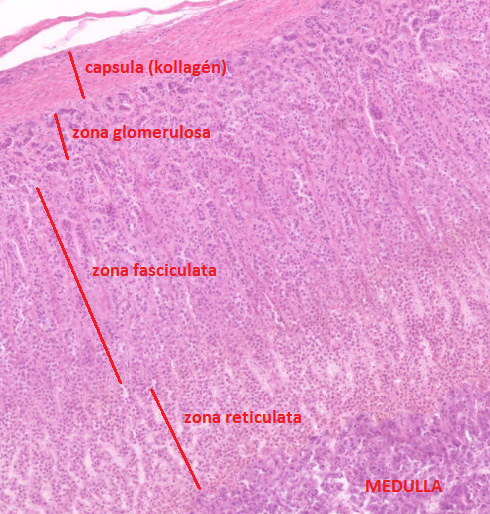 capsula (kollagén)
zona glomerulosa
zona fasciculata
zona reticulata
MEDULLA